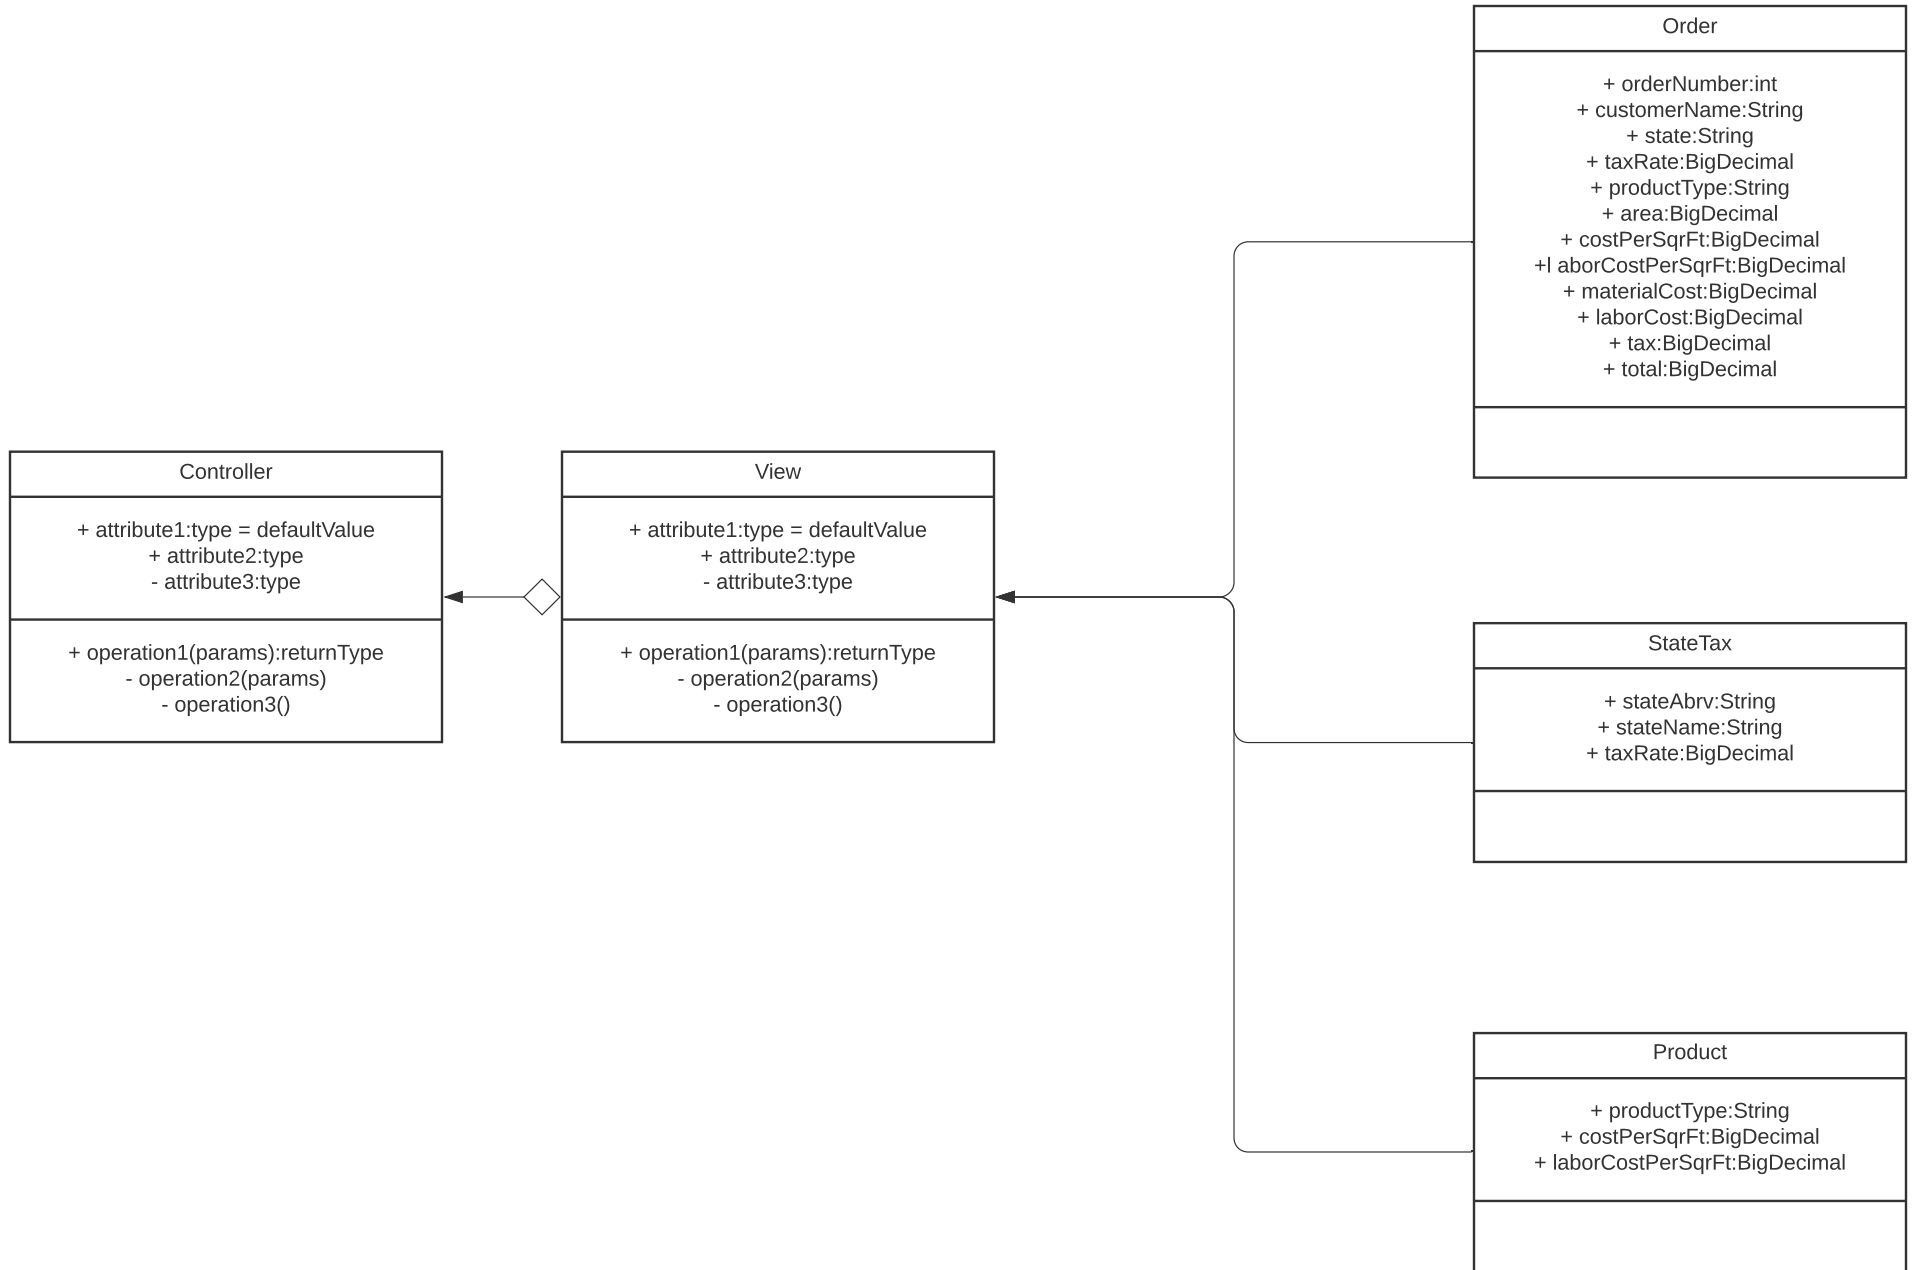 Order
+ orderNumber:int
+ customerName:String
+ state:String
+ taxRate:BigDecimal
+ productType:String
+ area:BigDecimal
+ costPerSqrFt:BigDecimal
+l aborCostPerSqrFt:BigDecimal
+ materialCost:BigDecimal
+ laborCost:BigDecimal
+ tax:BigDecimal
+ total:BigDecimal
Controller
+ attribute1:type = defaultValue
+ attribute2:type
- attribute3:type
+ operation1(params):returnType
- operation2(params)
- operation3()
View
+ attribute1:type = defaultValue
+ attribute2:type
- attribute3:type
+ operation1(params):returnType
- operation2(params)
- operation3()
StateTax
+ stateAbrv:String
+ stateName:String
+ taxRate:BigDecimal
Product
+ productType:String
+ costPerSqrFt:BigDecimal
+ laborCostPerSqrFt:BigDecimal